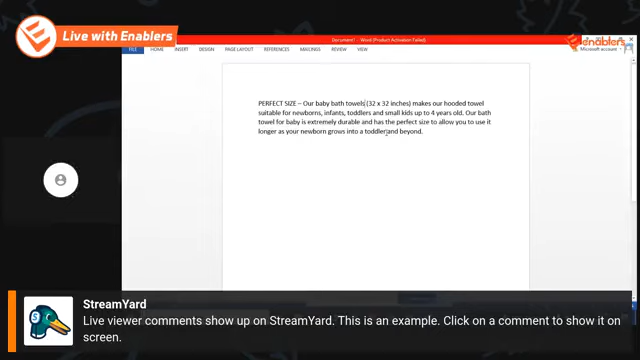 Live with Enablers
Document1 - Word (Product Activation Failed)
Enablers
FILE HOME INSERT DESIGN PAGE LAYOUT REFERENCES MAILINGS REVIEW VIEW
Microsoft account
PERFECT SIZE – Our baby bath towels (32 x 32 inches) makes our hooded towel
suitable for newborns, infants, toddlers and small kids up to 4 years old. Our bath
towel for baby is extremely durable and has the perfect size to allow you to use it
longer as your newborn grows into a toddler and beyond.
StreamYard
Live viewer comments show up on StreamYard. This is an example. Click on a comment to show it on
screen.